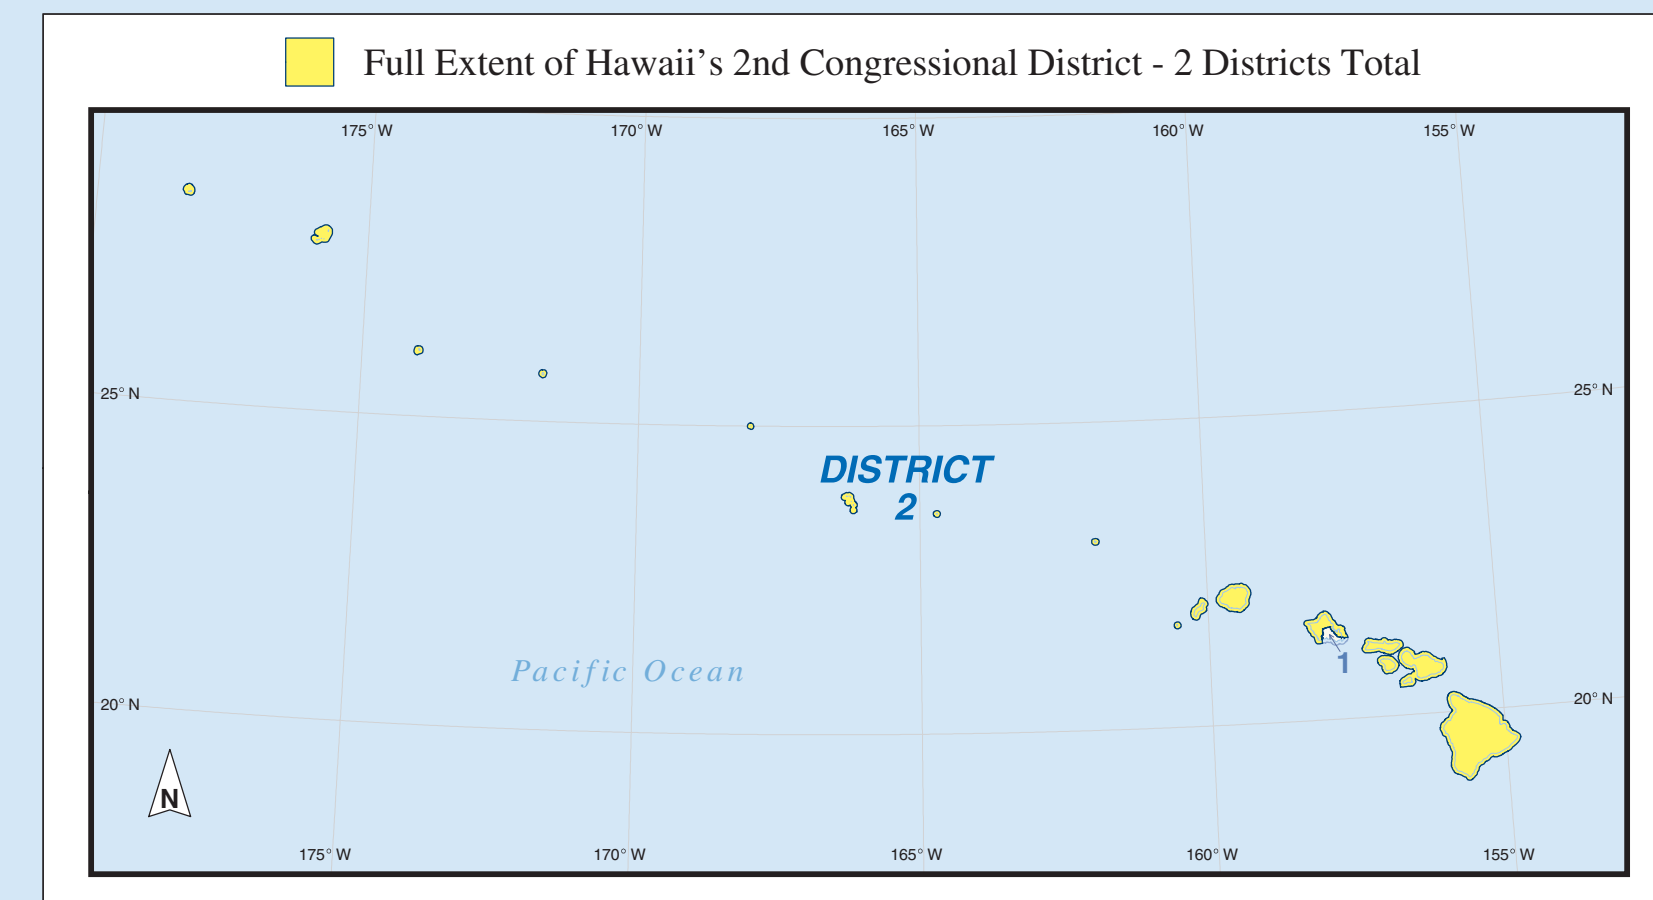 Full Extent of Hawaii's 2nd Congressional District - 2 Districts Total
175° W 170° W 165° W 160° W 155° W
25° N 25° N
DISTRICT
2
1
Pacific Ocean
20° N 20° N
N
175° W 170° W 165° W 160° W 155° W